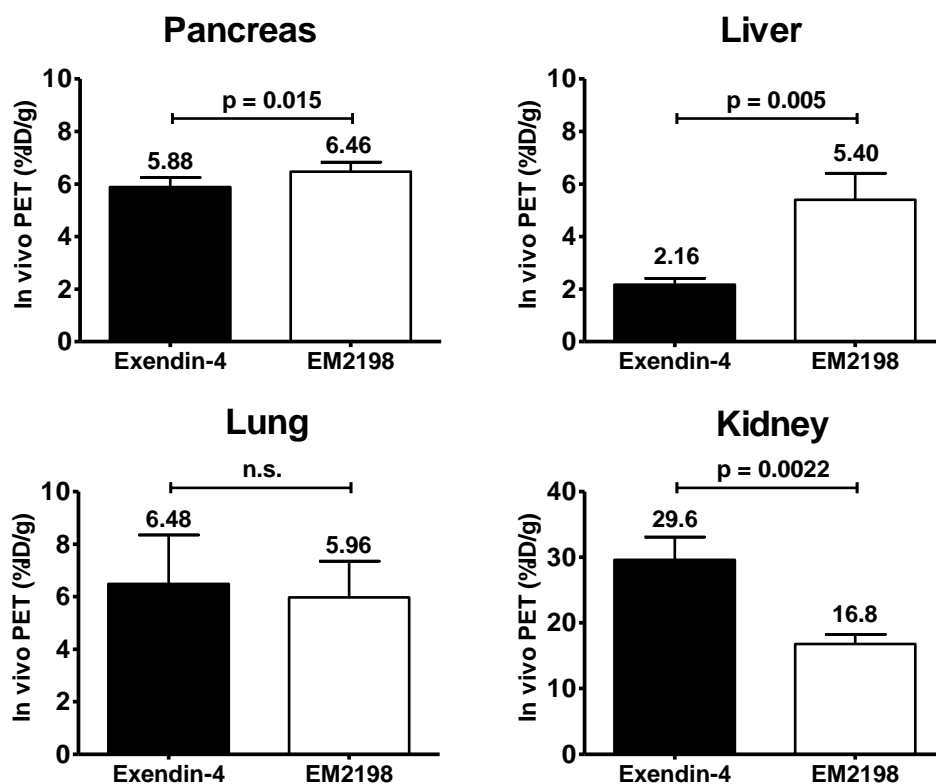 Pancreas
In vivo PET (%ID/g)
10
8
6
4
2
0
p = 0.015
5.88
6.46
Exendin-4
EM2198
Liver
In vivo PET (%ID/g)
10
8
6
4
2
0
p = 0.005
2.16
5.40
Exendin-4
EM2198
Lung
In vivo PET (%ID/g)
10
8
6
4
2
0
n.s.
6.48
5.96
Exendin-4
EM2198
Kidney
In vivo PET (%ID/g)
40
30
20
10
0
p = 0.0022
29.6
16.8
Exendin-4
EM2198